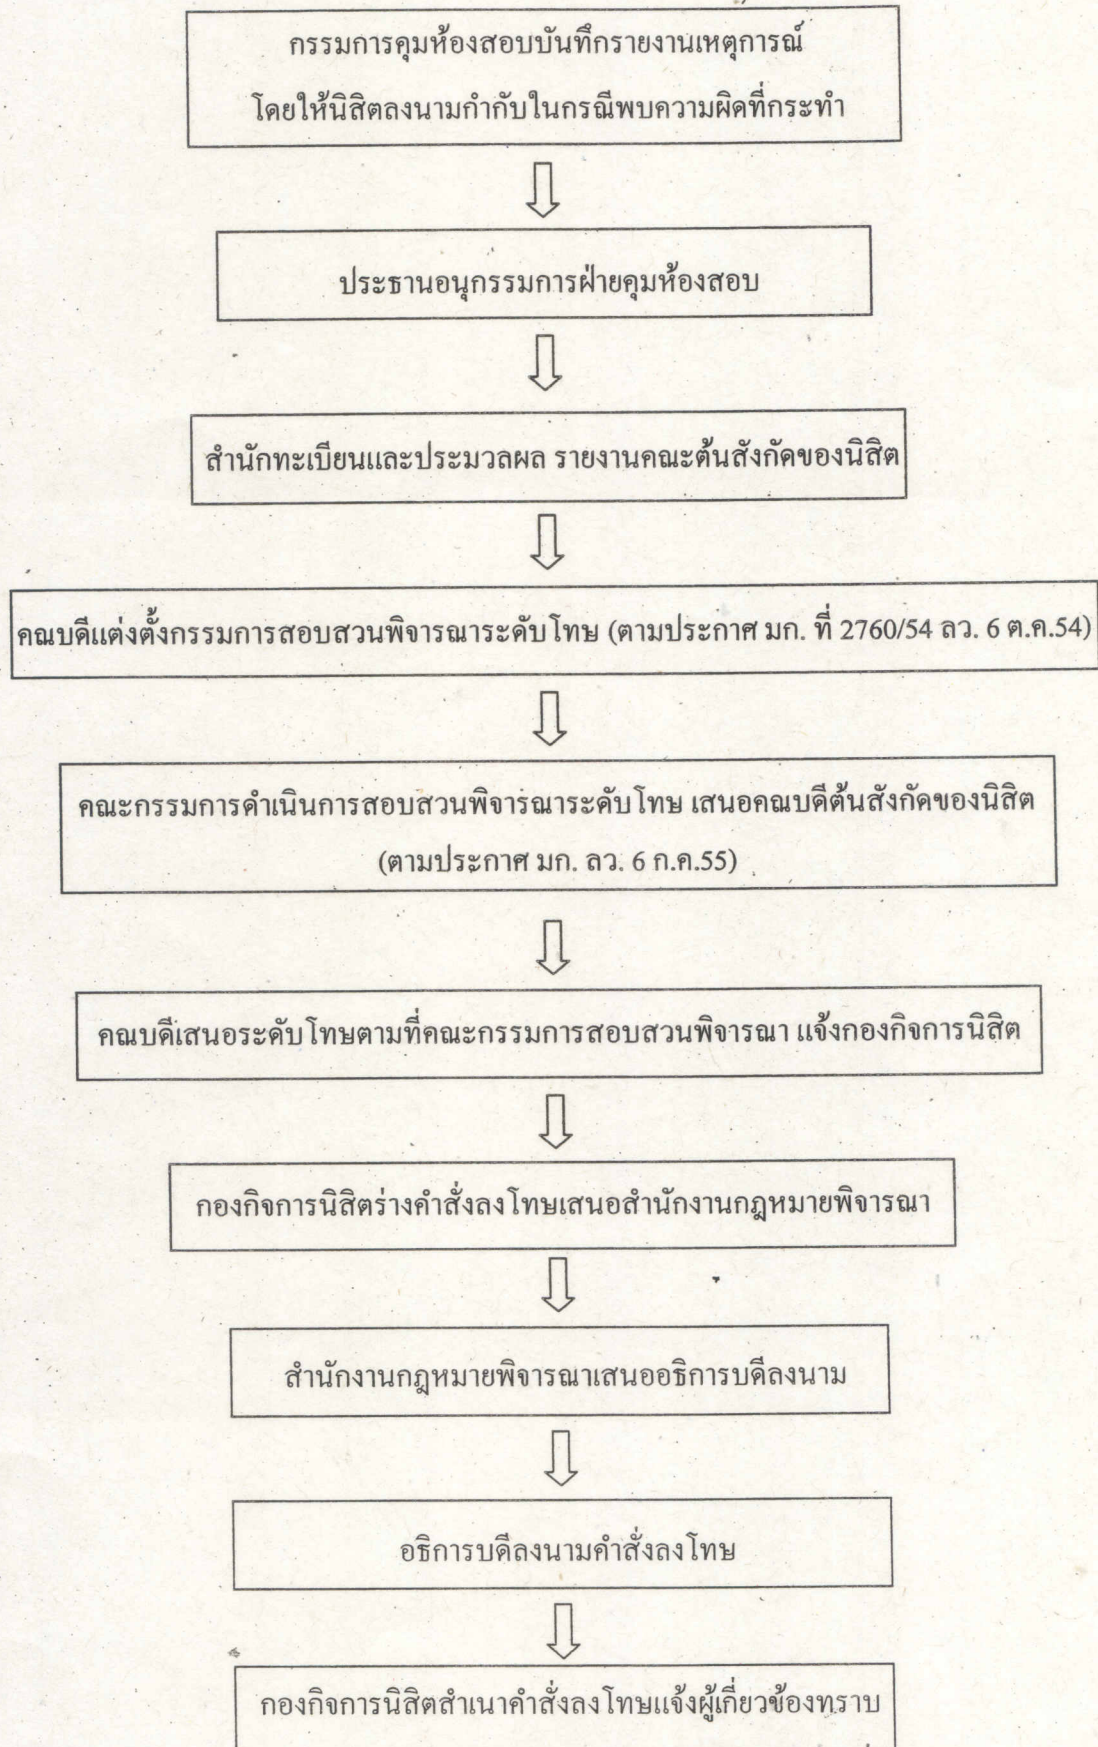 กรรมการคุมห้องสอบบันทึกรายงานเหตุการณ์
โดยให้นิสิตลงนามกำกับในกรณีพบความผิดที่กระทำ
ประธานอนุกรรมการฝ่ายคุมห้องสอบ
สำนักทะเบียนและประมวลผล รายงานคณะต้นสังกัดของนิสิต
คณบดีแต่งตั้งกรรมการสอบสวนพิจารณาระดับโทษ (ตามประกาศ มก. ที่ 2760/54 ลว. 6 ต.ค.54)
คณะกรรมการดำเนินการสอบสวนพิจารณาระดับโทษ เสนอคณบดีต้นสังกัดของนิสิต
(ตามประกาศ มก. ลว. 6 ก.ค.55)
คณบดีเสนอระดับโทษตามที่คณะกรรมการสอบสวนพิจารณา แจ้งกองกิจการนิสิต
กองกิจการนิสิตร่างคำสั่งลงโทษเสนอสำนักงานกฎหมายพิจารณา
สำนักงานกฎหมายพิจารณาเสนออธิการบดีลงนาม
อธิการบดีลงนามคำสั่งลงโทษ
กองกิจการนิสิตสำเนาคำสั่งลงโทษแจ้งผู้เกี่ยวข้องทราบ